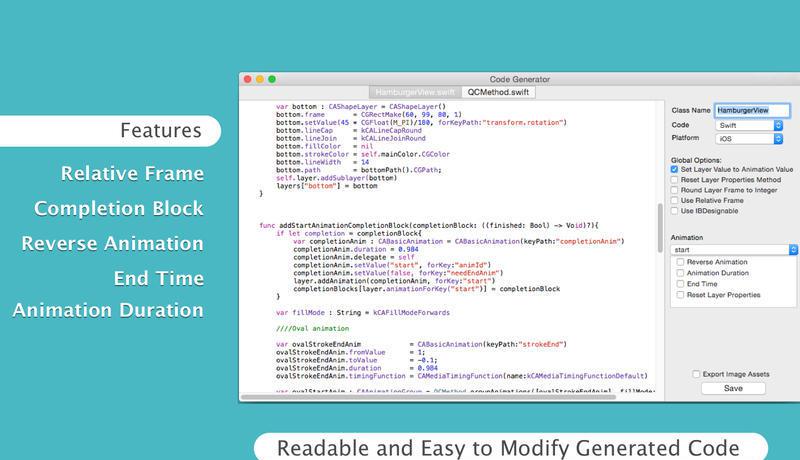 Features
Relative Frame
Completion Block
Reverse Animation
End Time
Animation Duration
Code Generator
HamburgerView.swift
QCMethod.swift
var bottom : CAShapeLayer = CAShapeLayer()
bottom.frame = CGRectMake(60, 99, 80, 1)
bottom.setValue(45 * CGFloat(M_PI)/180, forKeyPath:"transform.rotation")
bottom.lineCap = kCALineCapRound
bottom.lineJoin = kCALineJoinRound
bottom.fillColor = nil
bottom.strokeColor = self.mainColor.CGColor
bottom.lineWidth = 14
bottom.path = bottomPath().CGPath;
self.layer.addSublayer(bottom)
layers["bottom"] = bottom
}
func addStartAnimationCompletionBlock(completionBlock: ((finished: Bool) -> Void)?){
if let completion = completionBlock{
var completionAnim : CABasicAnimation = CABasicAnimation(keyPath:"completionAnim")
completionAnim.duration = 0.984
completionAnim.delegate = self
completionAnim.setValue("start", forKey:"animId")
completionAnim.setValue(false, forKey:"needEndAnim")
layer.addAnimation(completionAnim, forKey:"start")
completionBlocks[layer.animationForKey("start")] = completionBlock
}
var fillMode : String = kCAFillModeForwards
////Oval animation
ovalStrokeEndAnim = CABasicAnimation(keyPath:"strokeEnd")
ovalStrokeEndAnim.fromValue = 1;
ovalStrokeEndAnim.toValue = -0.1;
ovalStrokeEndAnim.duration = 0.984
ovalStrokeEndAnim.timingFunction = CAMediaTimingFunction(name:kCAMediaTimingFunctionDefault)
var ovalStartAnim : CAAnimationGroup = QCMethod.groupAnimations([ovalStrokeEndAnim], fillMode:
Class Name HamburgerView
Code Swift
Platform iOS
Global Options:
Set Layer Value to Animation Value
Reset Layer Properties Method
Round Layer Frame to Integer
Use Relative Frame
Use IBDesignable
Animation
start
Reverse Animation
Animation Duration
End Time
Reset Layer Properties
Export Image Assets
Save
Readable and Easy to Modify Generated Code